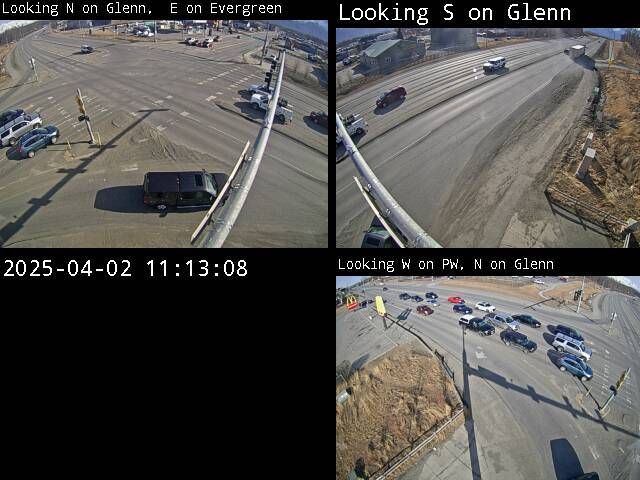 Looking N on Glenn,  E on Evergreen
Looking S on Glenn
2025-04-02 11:13:08
Looking W on PW, N on Glenn